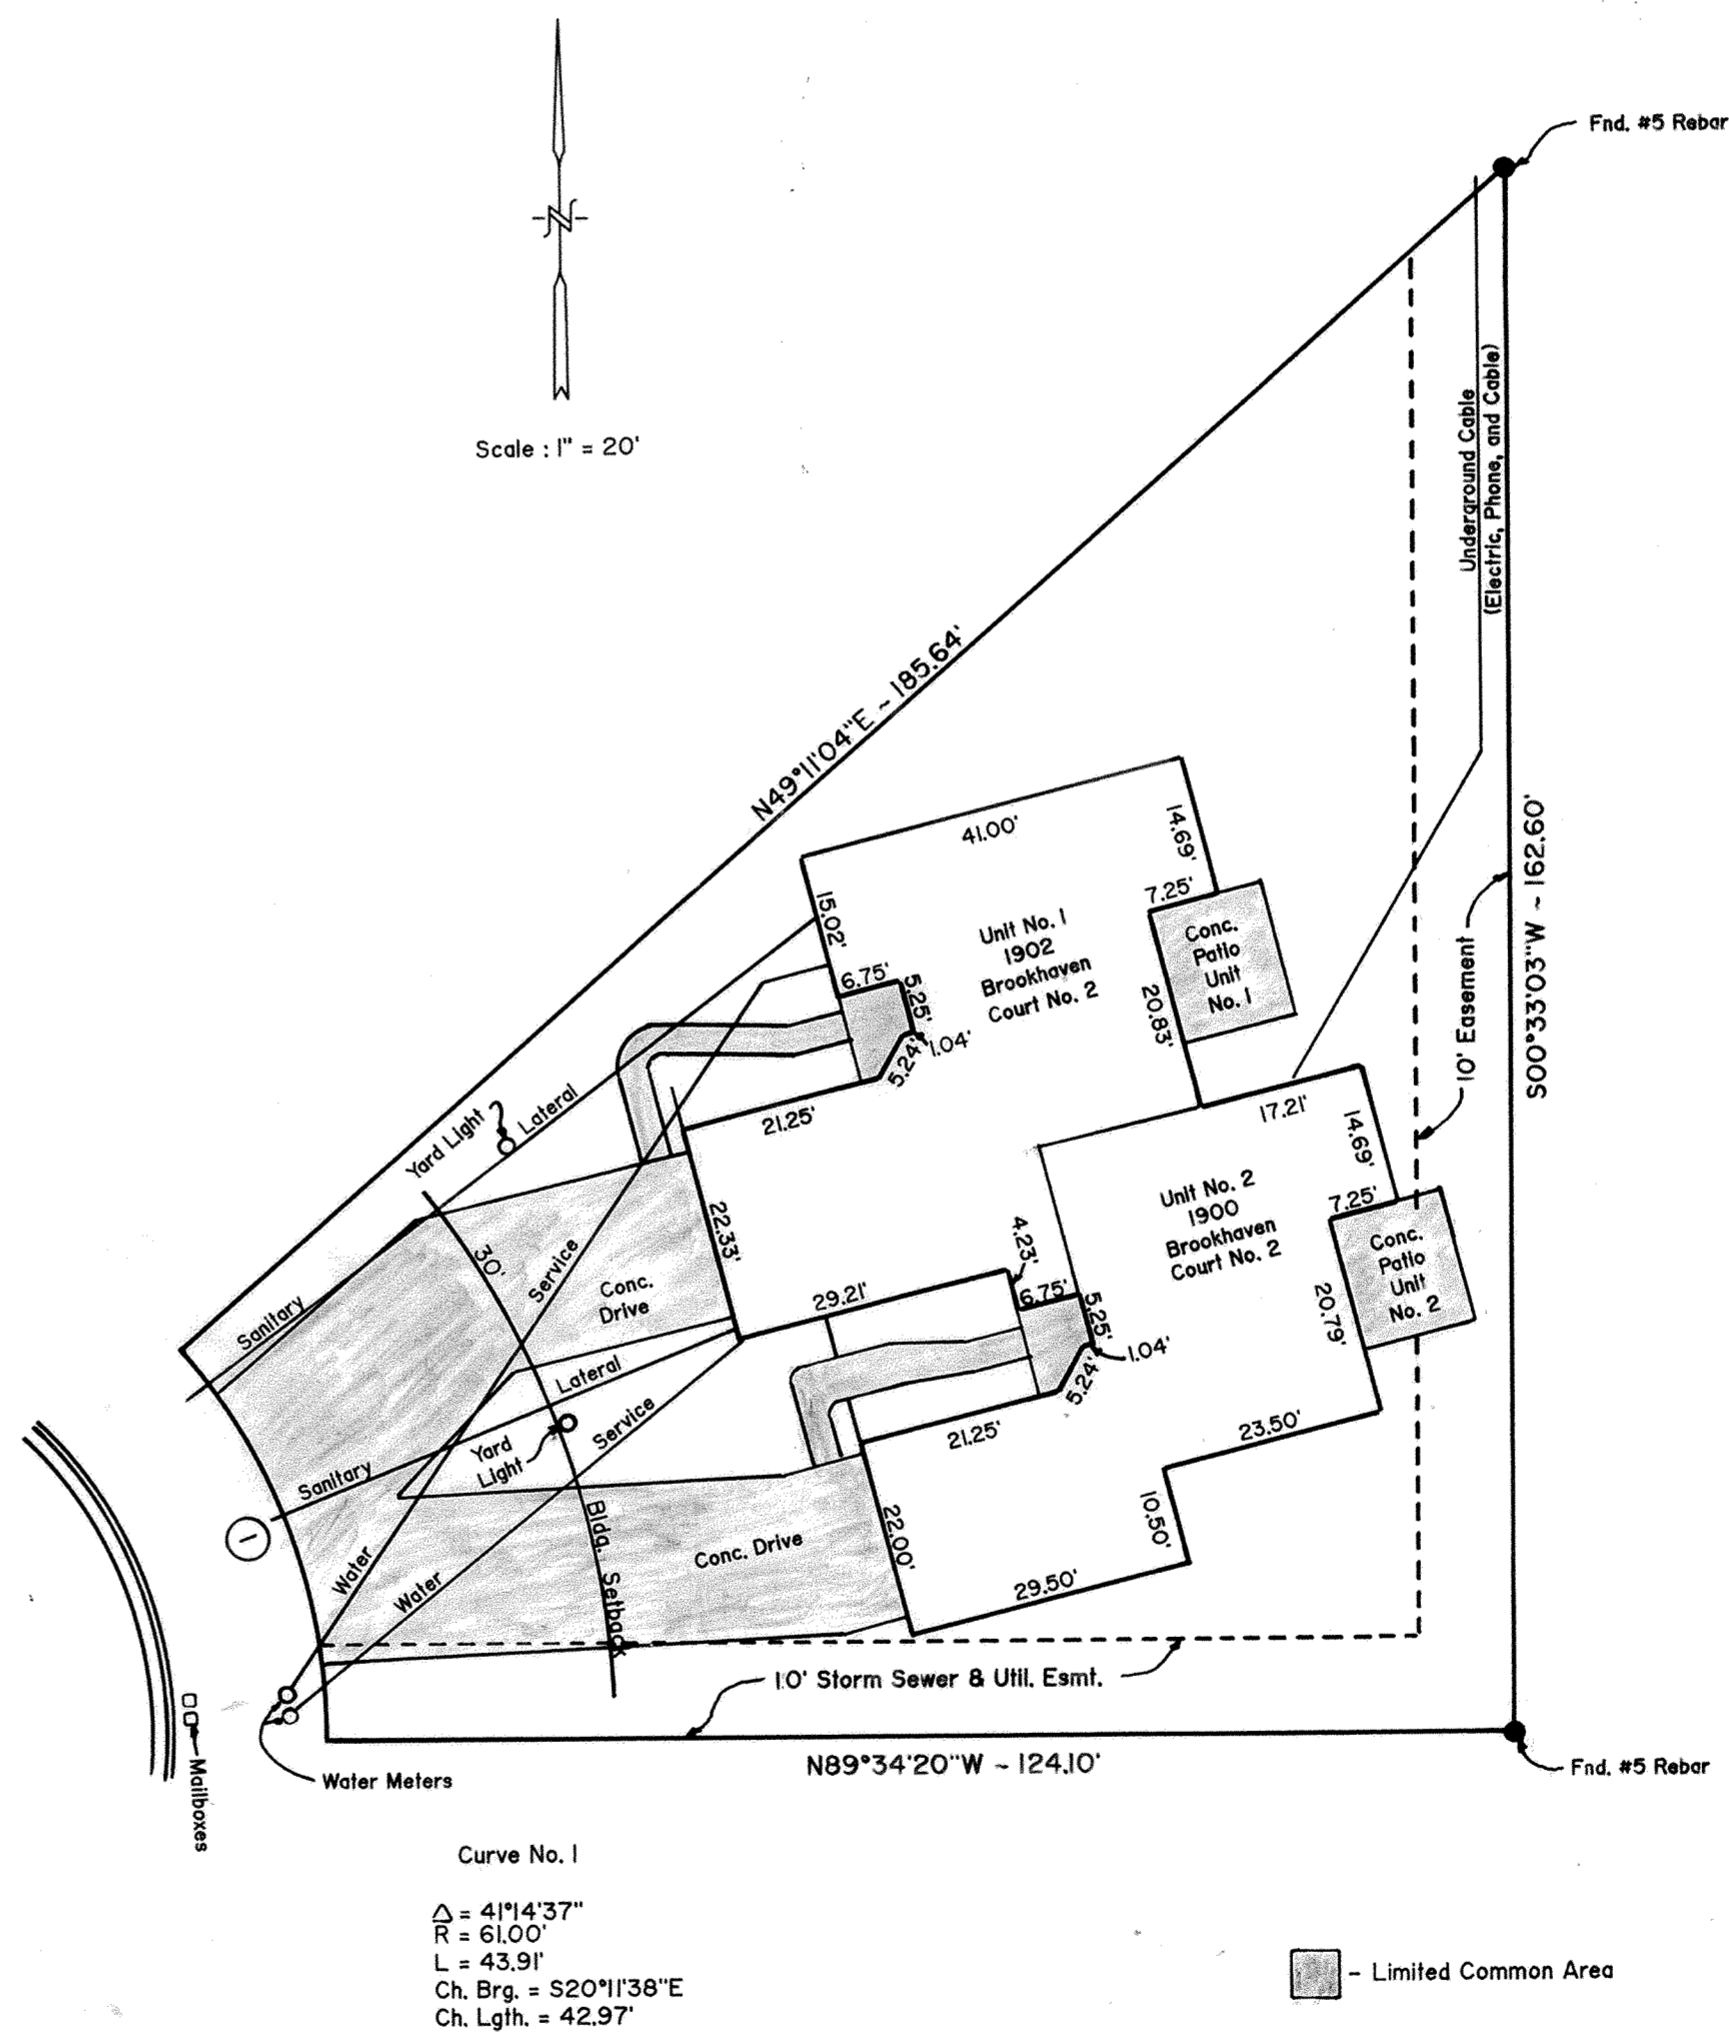 Fnd. #5 Rebar
N
Scale : 1" = 20'
Underground Cable
(Electric, Phone, and Cable)
N49°11'04"E ~ 185.64'
S00°33'03"W ~ 162.60'
10' Easement
41.00'
14.69'
15.02'
7.25'
Unit No. 1
1902
Brookhaven
Court No. 2
Conc.
Patio
Unit
No. 1
6.75'
5.25'
1.04'
5.24'
20.83'
21.25'
17.21'
14.69'
Yard Light
Lateral
22.33'
30'
Service
Conc.
Drive
Sanitary
Unit No. 2
1900
Brookhaven
Court No. 2
7.25'
Conc.
Patio
Unit
No. 2
4.23'
29.21'
6.75'
5.25'
1.04'
5.24'
20.79'
Lateral
Service
Yard
Light
Sanitary
21.25'
23.50'
10.50'
22.00'
29.50'
1
Water
Water
Bldg. Setback
Conc. Drive
10' Storm Sewer & Util. Esmt.
N89°34'20"W ~ 124.10'
Fnd. #5 Rebar
Water Meters
Mailboxes
Curve No. 1
Δ = 41°14'37"
R = 61.00'
L = 43.91'
Ch. Brg. = S20°11'38"E
Ch. Lgth. = 42.97'
- Limited Common Area